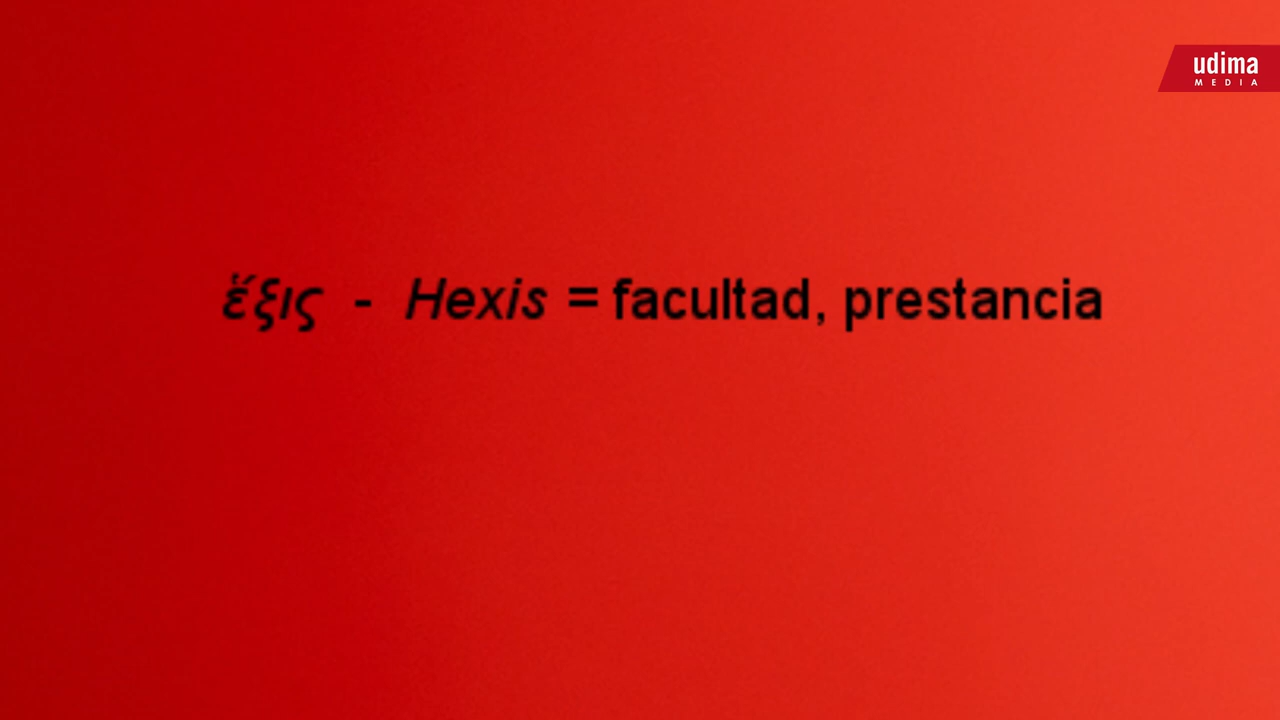 udima
MEDIA
ἕξις - Hexis = facultad, prestancia